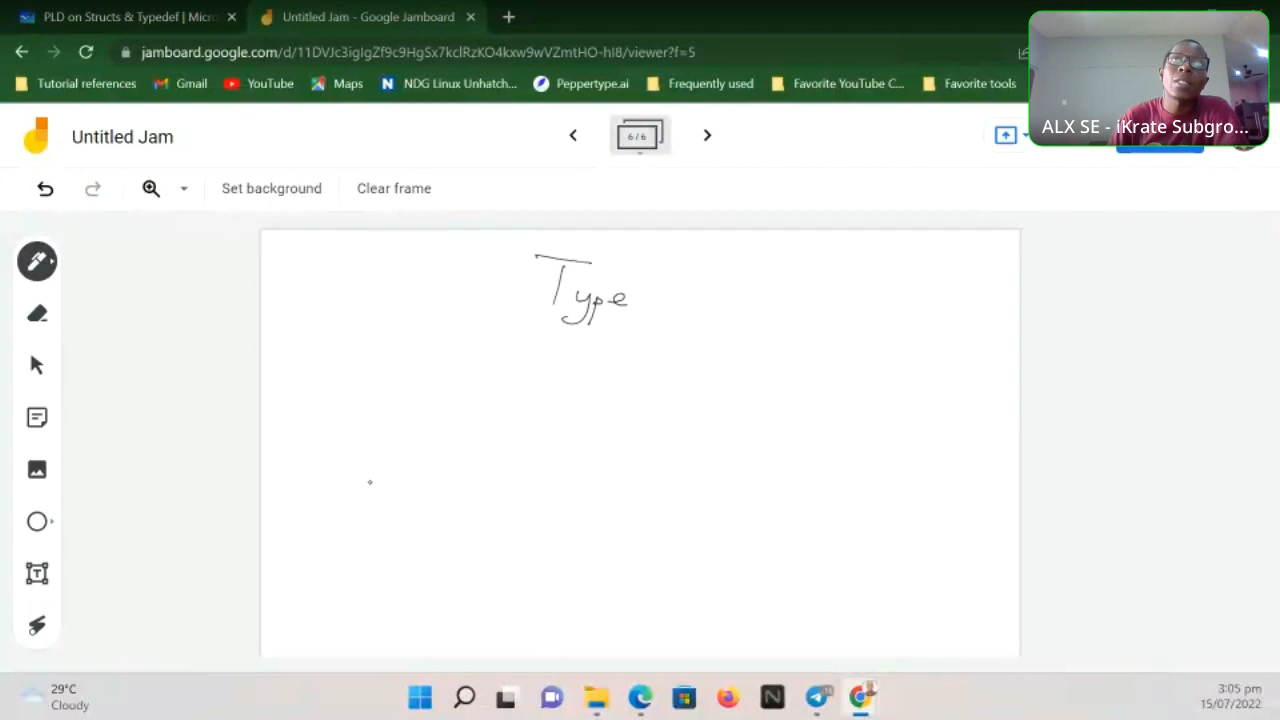 PLD on Structs & Typedef | Micro
Untitled Jam - Google Jamboard
jamboard.google.com/d/11DVJc3igIgZf9c9HgSx7kclRzKO4kxw9wVZmtHO-hI8/viewer?f=5
Tutorial references
Gmail
YouTube
Maps
NDG Linux Unhatch...
Peppertype.ai
Frequently used
Favorite YouTube C...
Favorite tools
ALX SE - iKrate Subgro...
Untitled Jam
6 / 6
Set background
Clear frame
Type
29°C
Cloudy
3:05 pm
15/07/2022